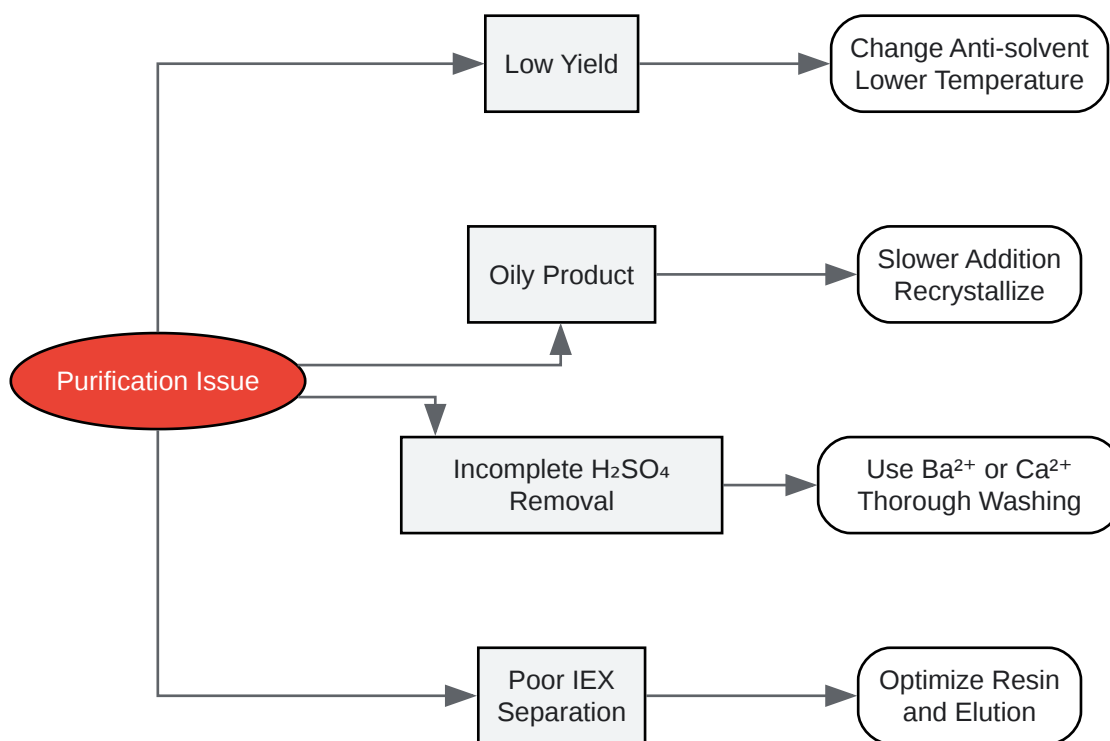 Low Yield
Change Anti-solvent
Lower Temperature
Oily Product
Slower Addition
Recrystallize
Purification Issue
Incomplete H₂SO₄
Removal
Use Ba²⁺ or Ca²⁺
Thorough Washing
Poor IEX
Separation
Optimize Resin
and Elution